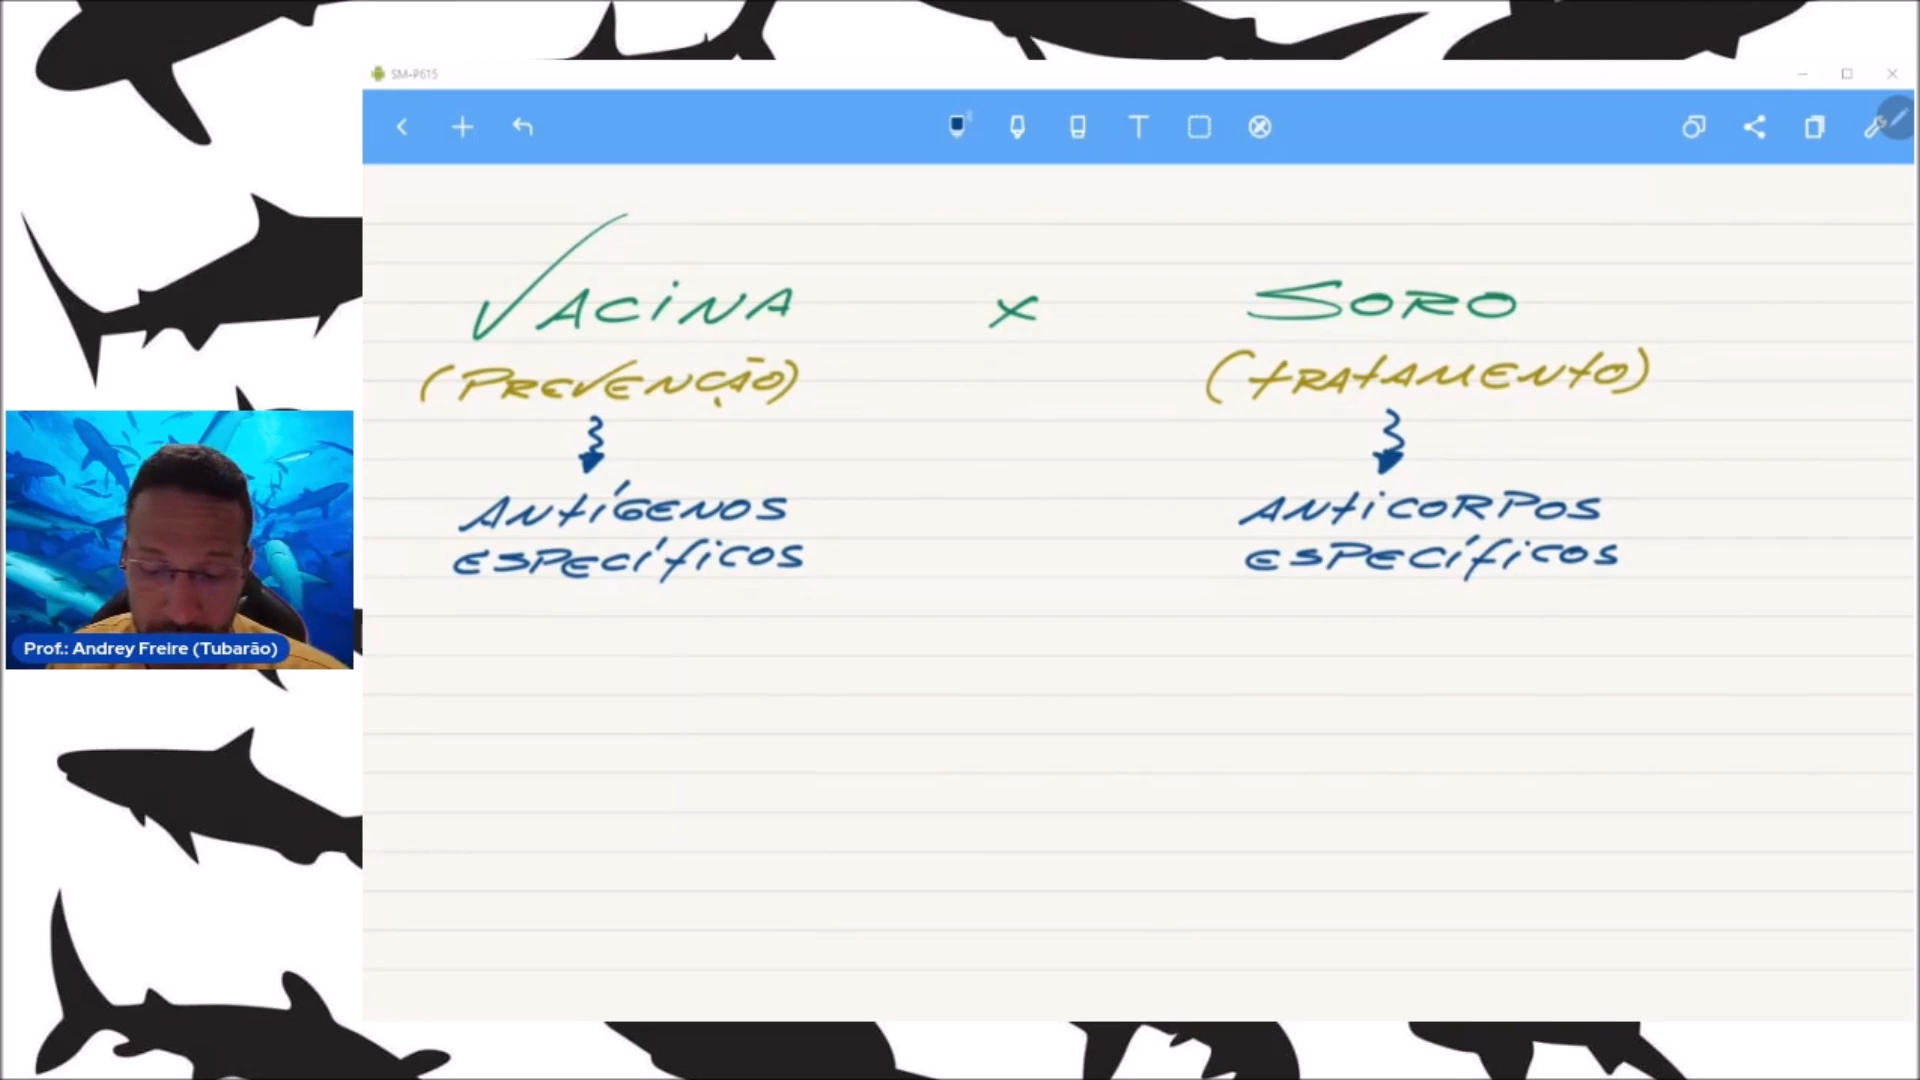 SM-P615
VACINA x SORO
(PREVENÇÃO) (tRAtAMENtO)
ANtÍGENOS ANtiCORPOS
ESPECÍfiCOS ESPECÍfiCOS
Prof.: Andrey Freire (Tubarão)